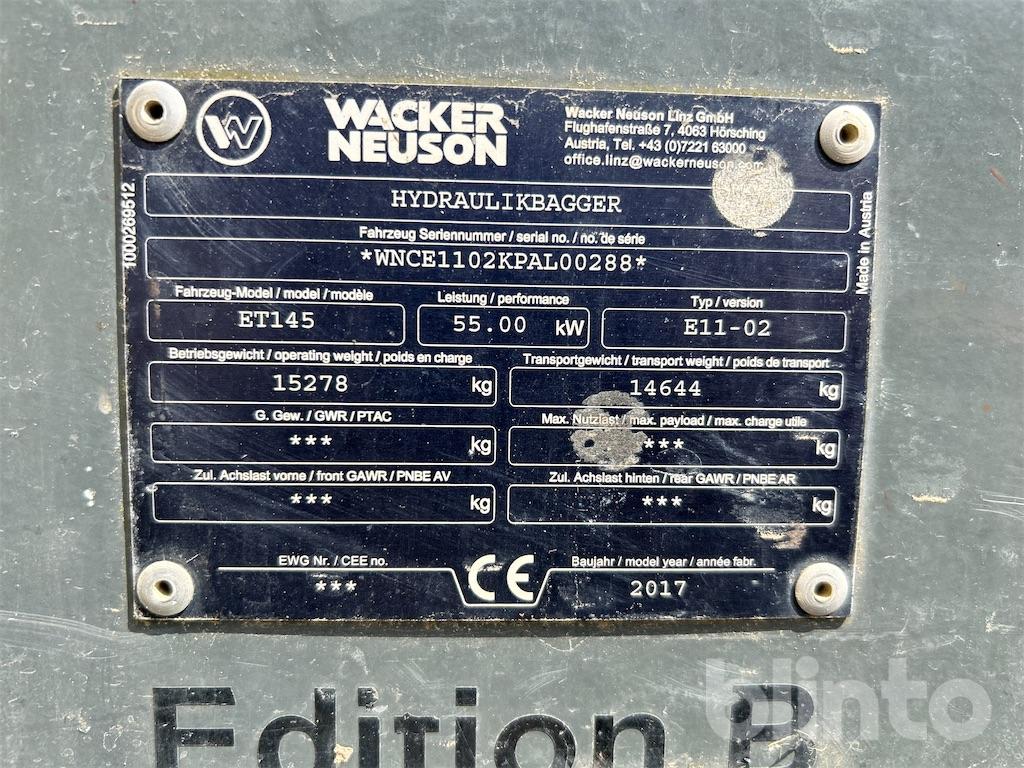 WACKER
NEUSON
Wacker Neuson Linz GmbH
Flughafenstraße 7, 4063 Hörsching
Austria, Tel. +43 (0)7221 63000
office.linz@wackerneuson.com
HYDRAULIKBAGGER
Fahrzeug Seriennummer / serial no. / no. de série
*WNCE1102KPAL00288*
Fahrzeug-Model / model / modèle
Leistung / performance
Typ / version
ET145
55.00 kW
E11-02
Betriebsgewicht / operating weight / poids en charge
Transportgewicht / transport weight / poids de transport
15278 kg
14644 kg
G. Gew. / GWR / PTAC
Max. Nutzlast / max. payload / max. charge utile
*** kg
*** kg
Zul. Achslast vorne / front GAWR / PNBE AV
Zul. Achslast hinten / rear GAWR / PNBE AR
*** kg
*** kg
EWG Nr. / CEE no.
CE
Baujahr / model year / année fabr.
***
2017
1000269512
Made in Austria
Edition B
blinto